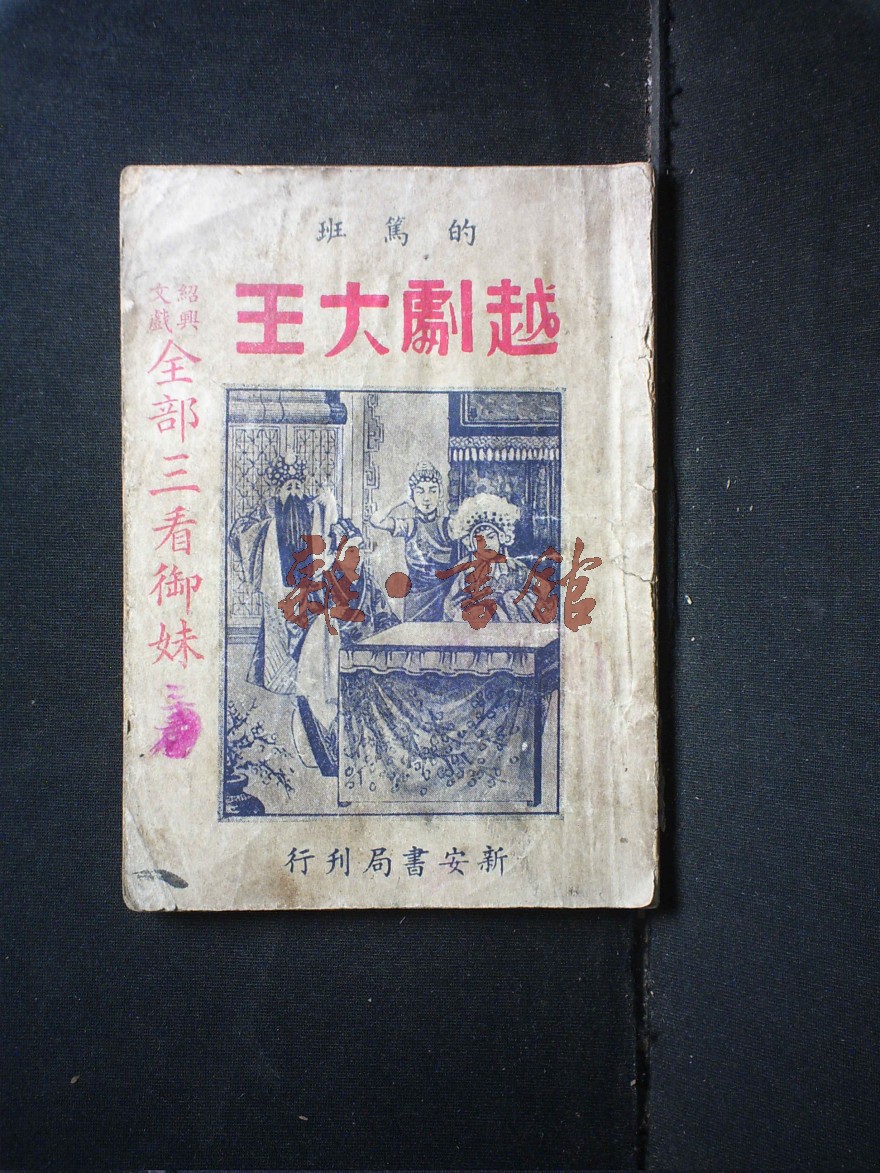 的篤班
越劇大王
紹興
文戲
全部三看御妹
雜·書館
新安書局刊行